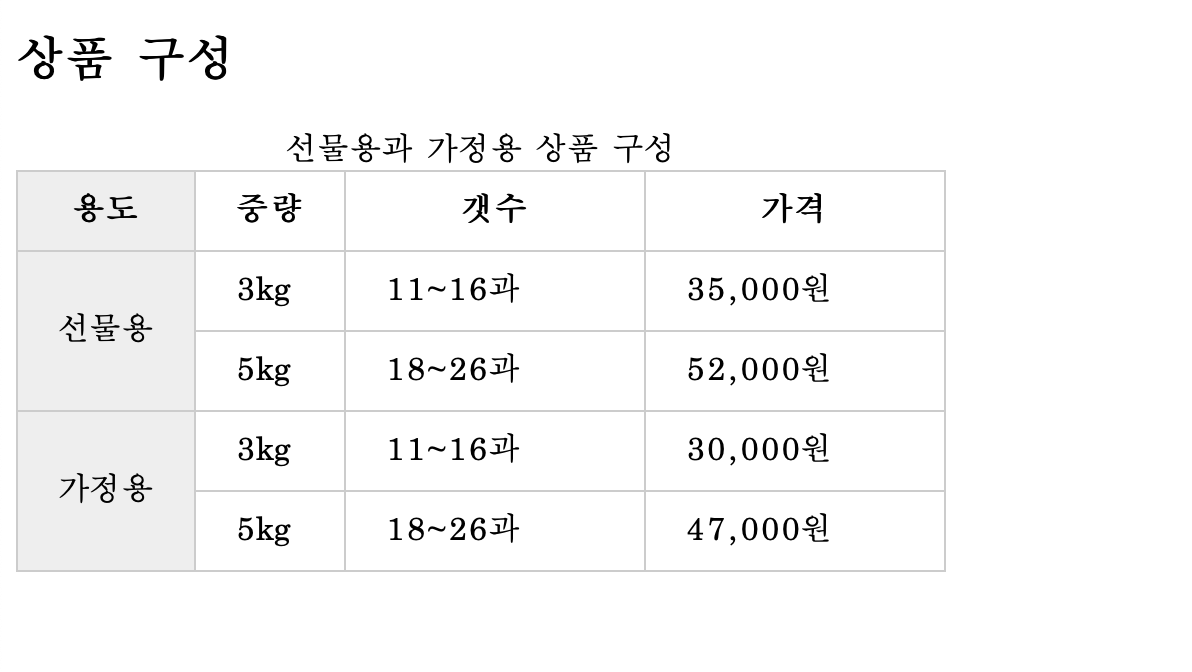 상품 구성
선물용과 가정용 상품 구성
용도 중량 갯수 가격
선물용 3kg 11~16과 35,000원
5kg 18~26과 52,000원
가정용 3kg 11~16과 30,000원
5kg 18~26과 47,000원